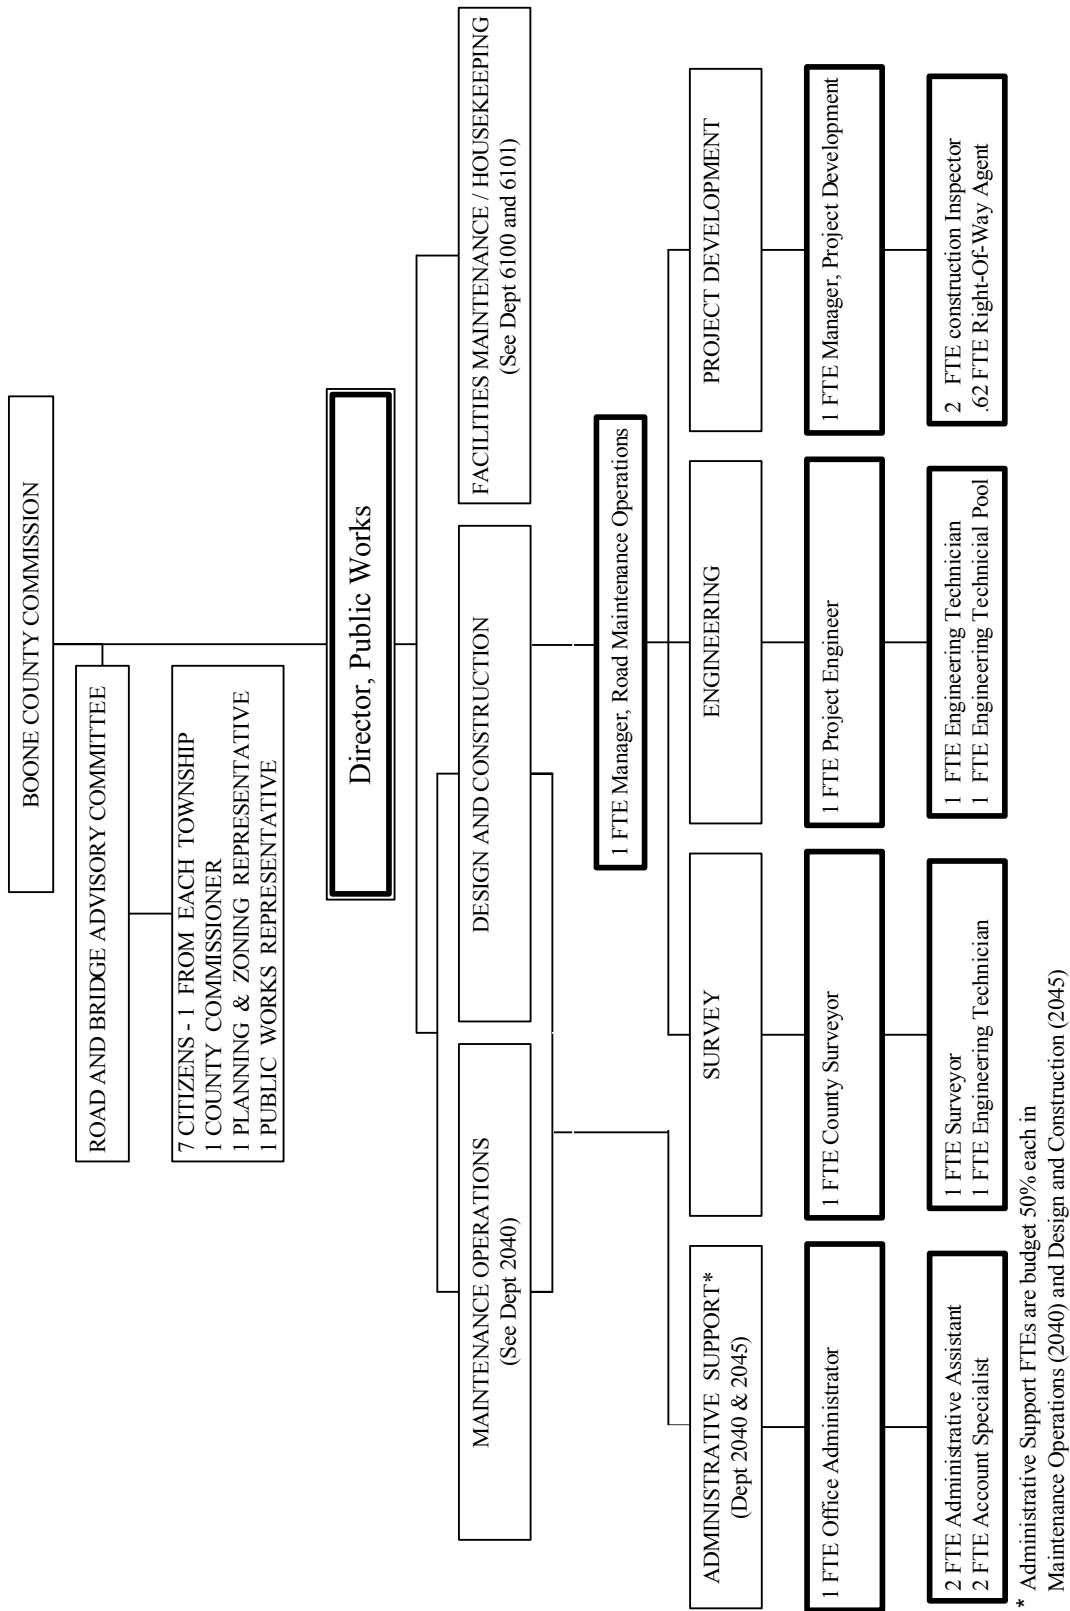 BOONE COUNTY COMMISSION
ROAD AND BRIDGE ADVISORY COMMITTEE
7 CITIZENS - 1 FROM EACH TOWNSHIP
1 COUNTY COMMISSIONER
1 PLANNING & ZONING REPRESENTATIVE
1 PUBLIC WORKS REPRESENTATIVE
Director, Public Works
MAINTENANCE OPERATIONS
(See Dept 2040)
DESIGN AND CONSTRUCTION
FACILITIES MAINTENANCE / HOUSEKEEPING
(See Dept 6100 and 6101)
1 FTE Manager, Road Maintenance Operations
ADMINISTRATIVE SUPPORT*
(Dept 2040 & 2045)
SURVEY
ENGINEERING
PROJECT DEVELOPMENT
1 FTE Office Administrator
1 FTE County Surveyor
1 FTE Project Engineer
1 FTE Manager, Project Development
2 FTE Administrative Assistant
2 FTE Account Specialist
1 FTE Surveyor
1 FTE Engineering Technician
1 FTE Engineering Technician
1 FTE Engineering Technicial Pool
2 FTE construction Inspector
.62 FTE Right-Of-Way Agent
* Administrative Support FTEs are budget 50% each in
Maintenance Operations (2040) and Design and Construction (2045)